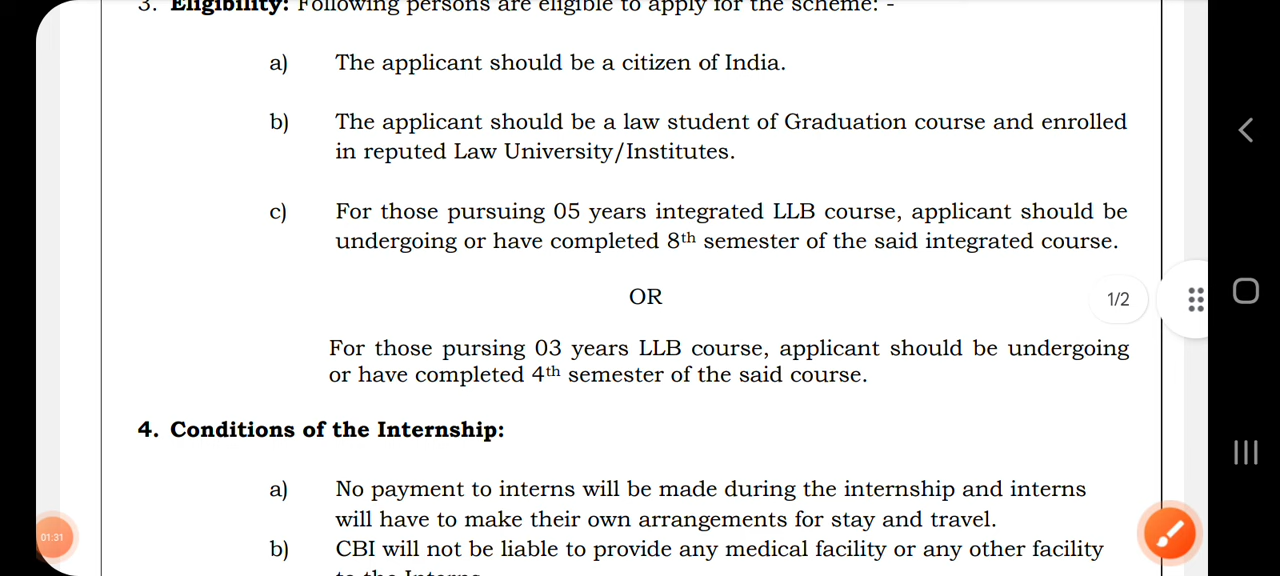 3. Eligibility: Following persons are eligible to apply for the scheme: -
a) The applicant should be a citizen of India.
b) The applicant should be a law student of Graduation course and enrolled
in reputed Law University/Institutes.
c) For those pursuing 05 years integrated LLB course, applicant should be
undergoing or have completed 8th semester of the said integrated course.
OR
1/2
For those pursing 03 years LLB course, applicant should be undergoing
or have completed 4th semester of the said course.
4. Conditions of the Internship:
a) No payment to interns will be made during the internship and interns
will have to make their own arrangements for stay and travel.
01:31
b) CBI will not be liable to provide any medical facility or any other facility
to the Interns